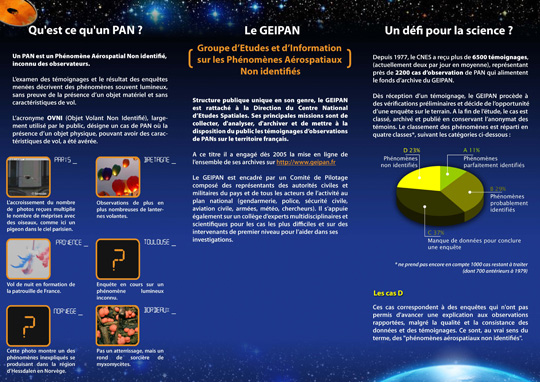 Qu'est ce qu'un PAN ?
Un PAN est un Phénomène Aérospatial Non identifié,
inconnu des observateurs.
L'examen des témoignages et le résultat des enquêtes
menées décrivent des phénomènes souvent lumineux,
sans preuve de la présence d'un objet matériel et sans
caractéristiques de vol.
L'acronyme OVNI (Objet Volant Non Identifié), large-
ment utilisé par le public, désigne un cas de PAN où la
présence d'un objet physique, pouvant avoir des carac-
téristiques de vol, a été avérée.
PARIS _
L'accroissement du nombre
de photos reçues multiplie
le nombre de méprises avec
des oiseaux, comme ici un
pigeon dans le ciel parisien.
BRETAGNE _
Observations de plus en
plus nombreuses de lanter-
nes volantes.
PROVENCE _
Vol de nuit en formation de
la patrouille de France.
TOULOUSE _
?
Enquête en cours sur un
phénomène lumineux
inconnu.
NORVEGE _
?
Cette photo montre un des
phénomènes inexpliqués se
produisant dans la région
d'Hessdalen en Norvège.
BORDEAUX _
Pas un atterrissage, mais un
rond de sorcière de
myxomycètes.
Le GEIPAN
Groupe d'Etudes et d'Information
sur les Phénomènes Aérospatiaux
Non identifiés
Structure publique unique en son genre, le GEIPAN
est rattaché à la Direction du Centre National
d'Etudes Spatiales. Ses principales missions sont de
collecter, d'analyser, d'archiver et de mettre à la
disposition du public les témoignages d'observations
de PANs sur le territoire français.
A ce titre il a engagé dès 2005 la mise en ligne de
l'ensemble de ses archives sur http://www.geipan.fr
Le GEIPAN est encadré par un Comité de Pilotage
composé des représentants des autorités civiles et
militaires du pays et de tous les acteurs de l'activité au
plan national (gendarmerie, police, sécurité civile,
aviation civile, armées, météo, chercheurs). Il s'appuie
également sur un collège d'experts multidisciplinaires et
scientifiques pour les cas les plus difficiles et sur des
intervenants de premier niveau pour l'aider dans ses
investigations.
Un défi pour la science ?
Depuis 1977, le CNES a reçu plus de 6500 témoignages,
(actuellement deux par jour en moyenne), représentant
près de 2200 cas d'observation de PAN qui alimentent
le fonds d'archive du GEIPAN.
Dès réception d'un témoignage, le GEIPAN procède à
des vérifications préliminaires et décide de l'opportunité
d'une enquête sur le terrain. A la fin de l'étude, le cas est
classé, archivé et publié en conservant l'anonymat des
témoins. Le classement des phénomènes est réparti en
quatre classes*, suivant les catégories ci-dessous :
D 23%
Phénomènes
non identifiés
A 11%
Phénomènes
parfaitement identifiés
B 29%
Phénomènes
probablement
identifiés
C 37%
Manque de données pour conclure
une enquête
* ne prend pas encore en compte 1000 cas restant à traiter
(dont 700 antérieurs à 1979)
Les cas D
Ces cas correspondent à des enquêtes qui n'ont pas
permis d'avancer une explication aux observations
rapportées, malgré la qualité et la consistance des
données et des témoignages. Ce sont, au vrai sens du
terme, des "phénomènes aérospatiaux non identifiés".